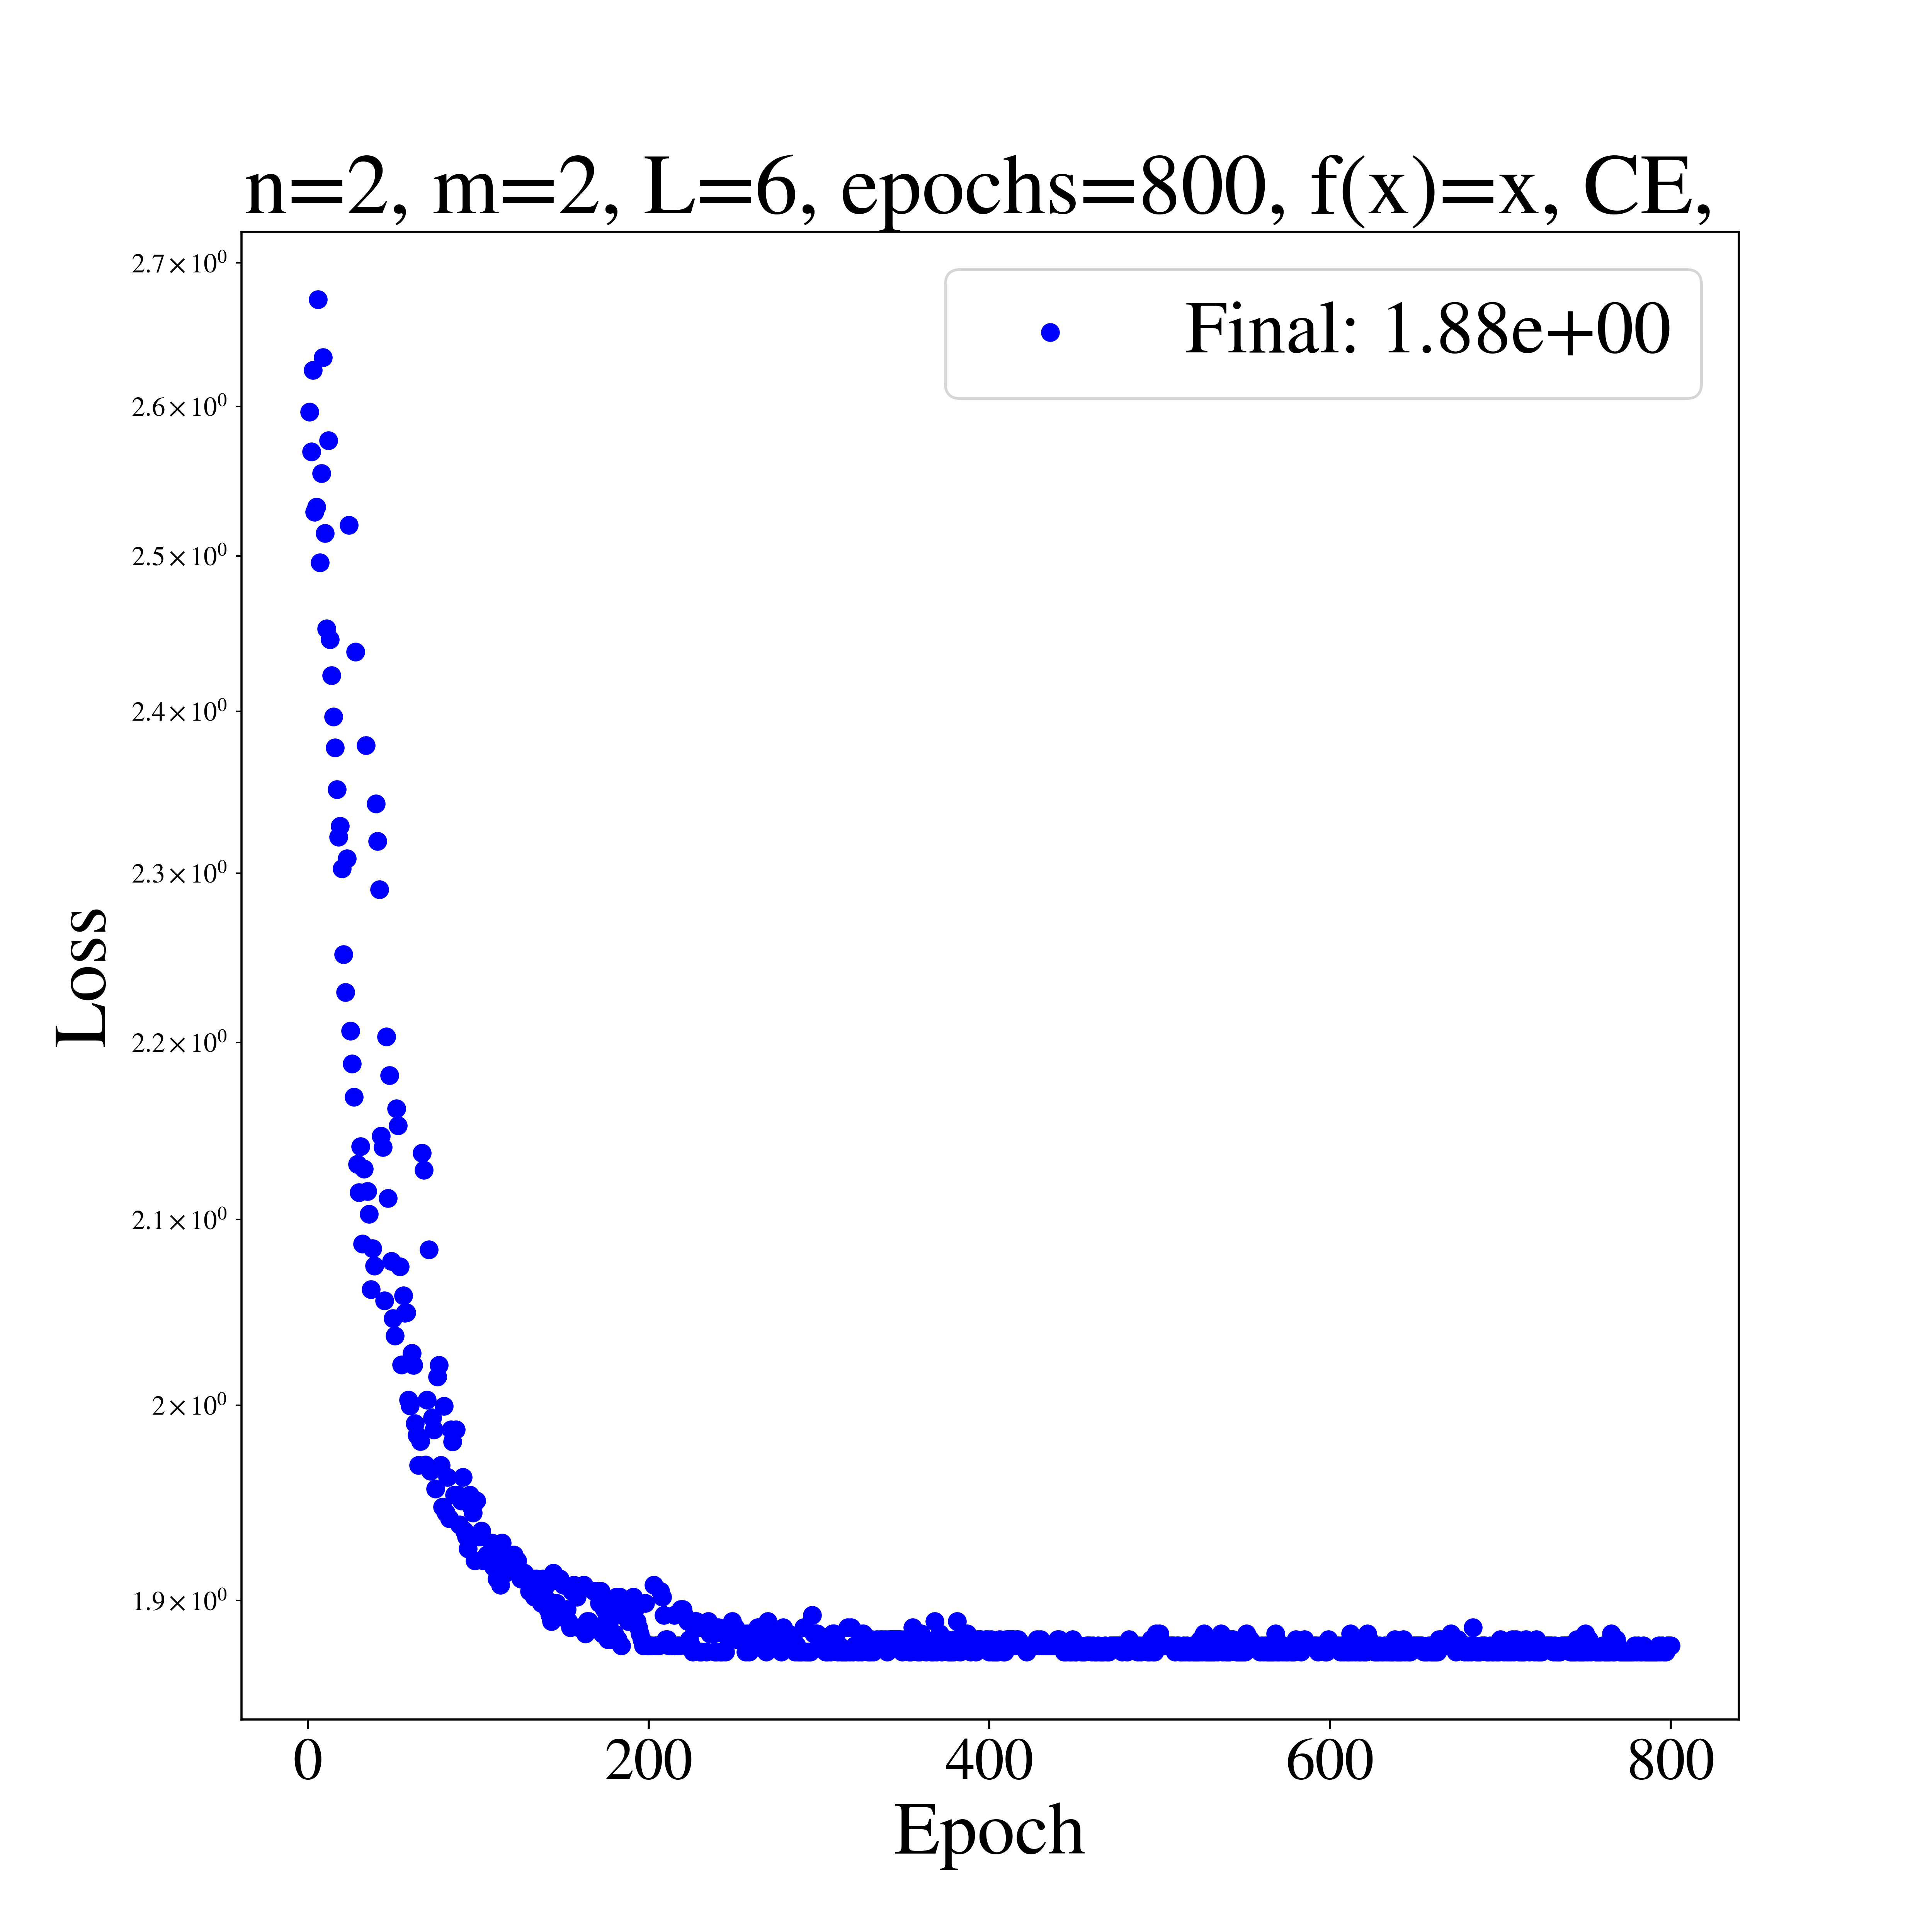 n=2, m=2, L=6, epochs=800, f(x)=x, CE,
Final: 1.88e+00
2.7×10⁰
2.6×10⁰
2.5×10⁰
2.4×10⁰
2.3×10⁰
2.2×10⁰
2.1×10⁰
2×10⁰
1.9×10⁰
Loss
0 200 400 600 800
Epoch